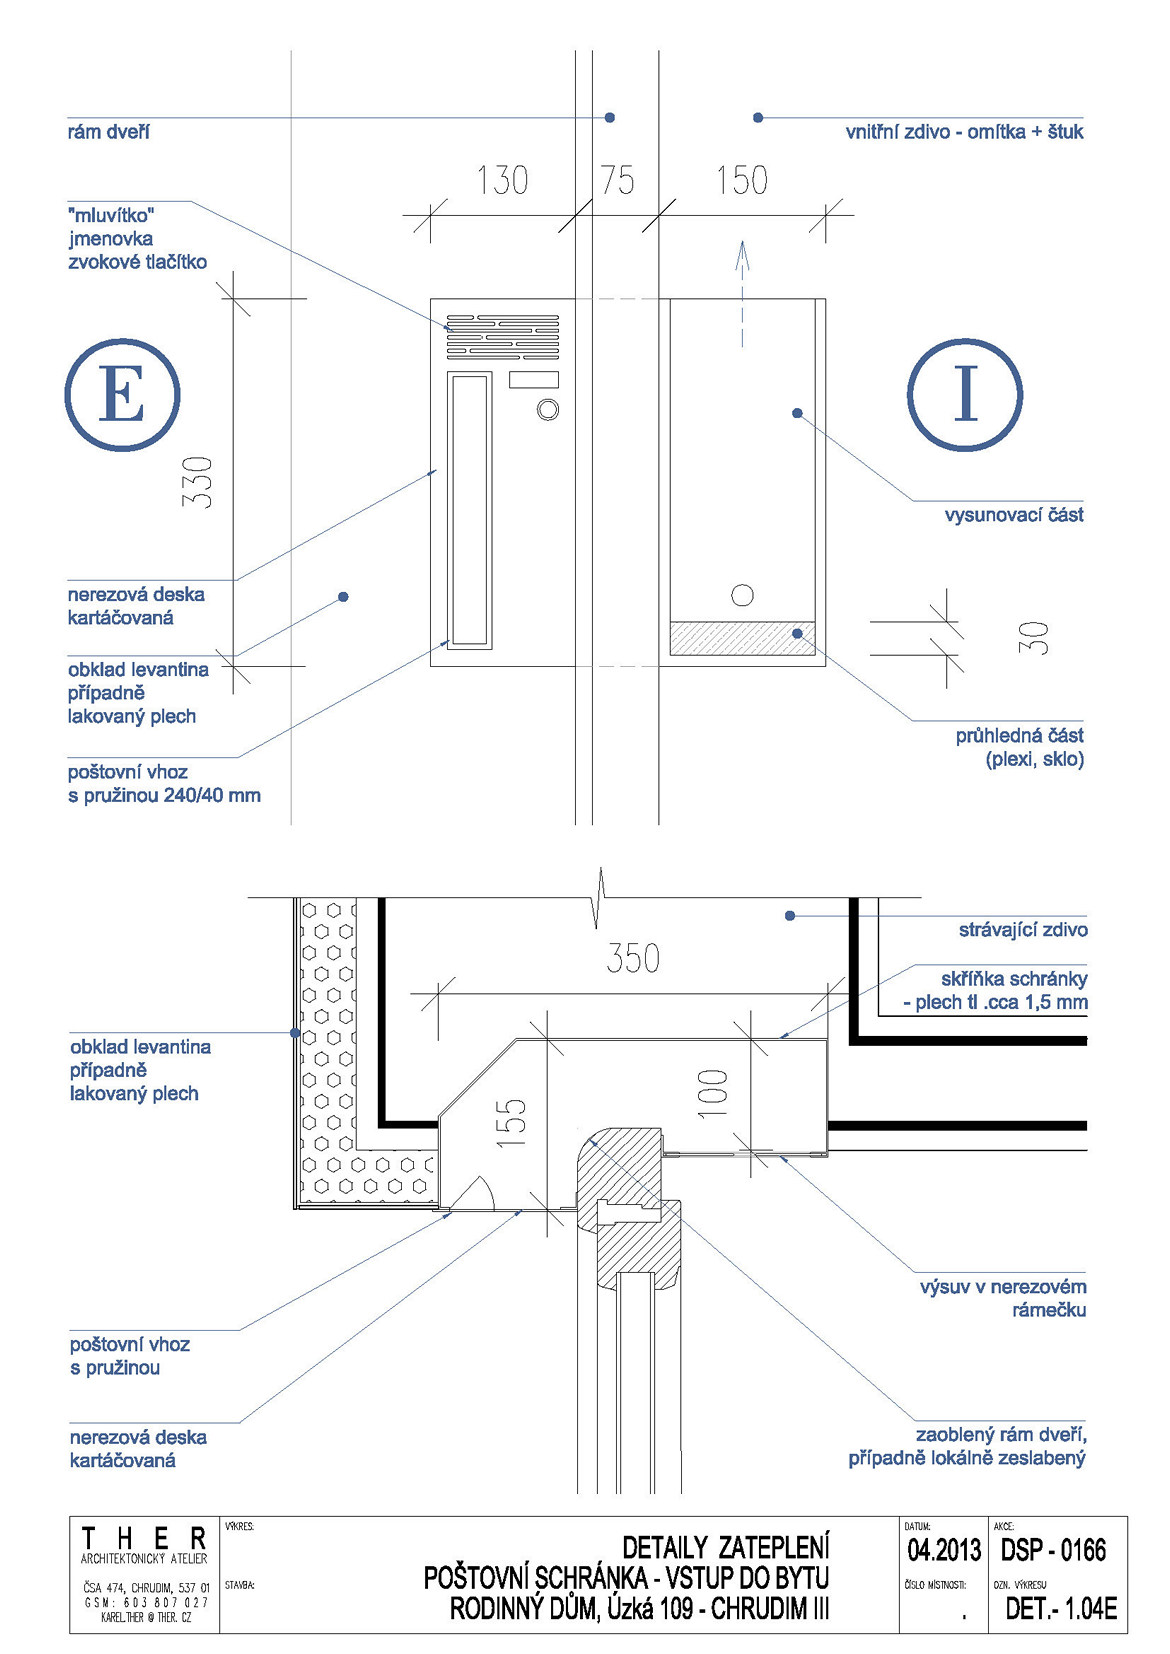 rám dveří
vnitřní zdivo - omítka + štuk
130
75
150
"mluvítko"
jmenovka
zvokové tlačítko
E
I
330
vysunovací část
nerezová deska
kartáčovaná
30
obklad levantina
případně
lakovaný plech
průhledná část
(plexi, sklo)
poštovní vhoz
s pružinou 240/40 mm
strávající zdivo
350
skříňka schránky
- plech tl .cca 1,5 mm
obklad levantina
případně
lakovaný plech
155
100
výsuv v nerezovém
rámečku
poštovní vhoz
s pružinou
nerezová deska
kartáčovaná
zaoblený rám dveří,
případně lokálně zeslabený
THER
ARCHITEKTONICKÝ ATELIER
ČSA 474, CHRUDIM, 537 01
GSM: 603 807 027
KAREL.THER @ THER. CZ
VÝKRES:
STAVBA:
DETAILY ZATEPLENÍ
POŠTOVNÍ SCHRÁNKA - VSTUP DO BYTU
RODINNÝ DŮM, Úzká 109 - CHRUDIM III
DATUM:
04.2013
ČÍSLO MÍSTNOSTI:
.
AKCE:
DSP - 0166
OZN. VÝKRESU
DET.- 1.04E